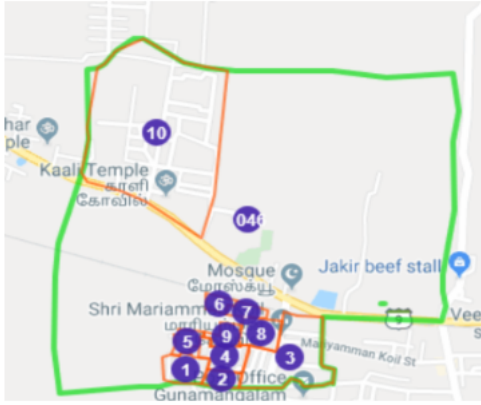 har
ple
10
Kaali Temple
காளி
கோவில்
046
Mosque
மோஸ்க்யூ
Jakir beef stall
6
7
Shri Mariamm
மாரிய
9
8
5
4
3
1
2
9
Vee
s
Mariyamman Koil St
Office
Gunamangalam